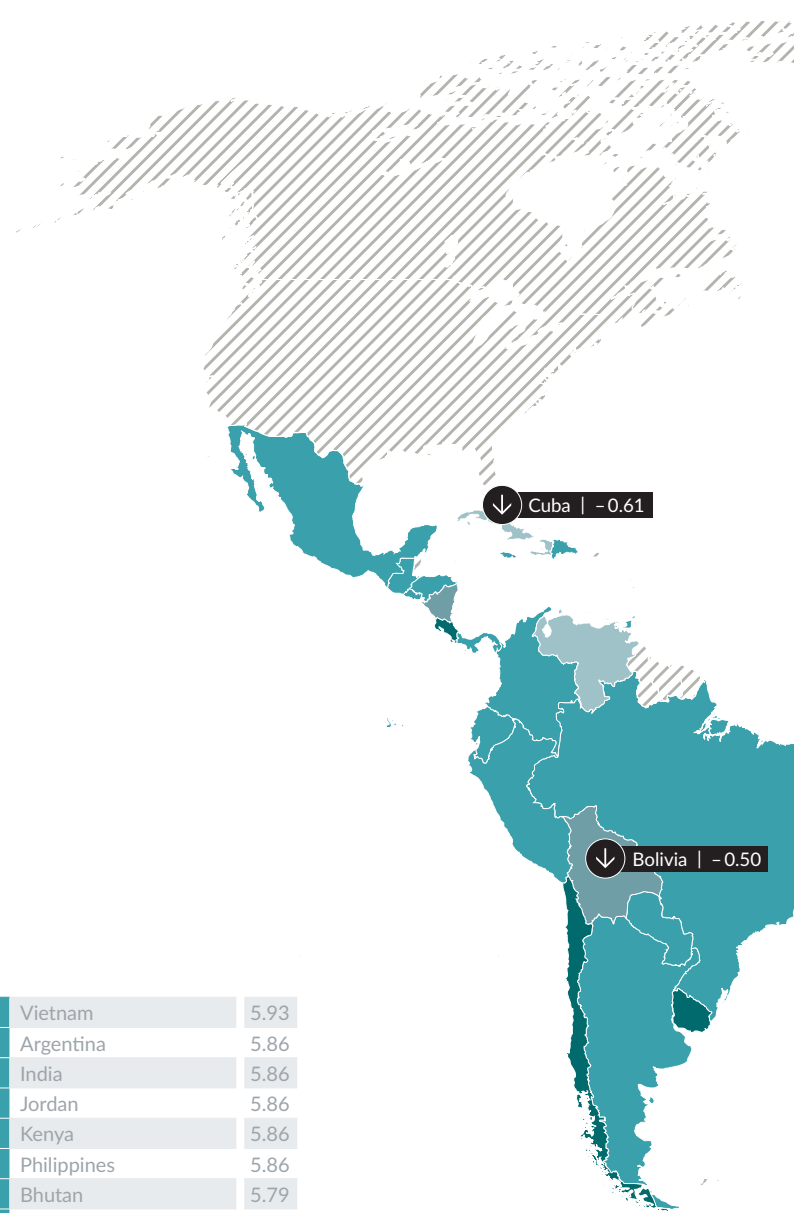 Cuba | –0.61
Bolivia | –0.50
Vietnam 5.93
Argentina 5.86
India 5.86
Jordan 5.86
Kenya 5.86
Philippines 5.86
Bhutan 5.79